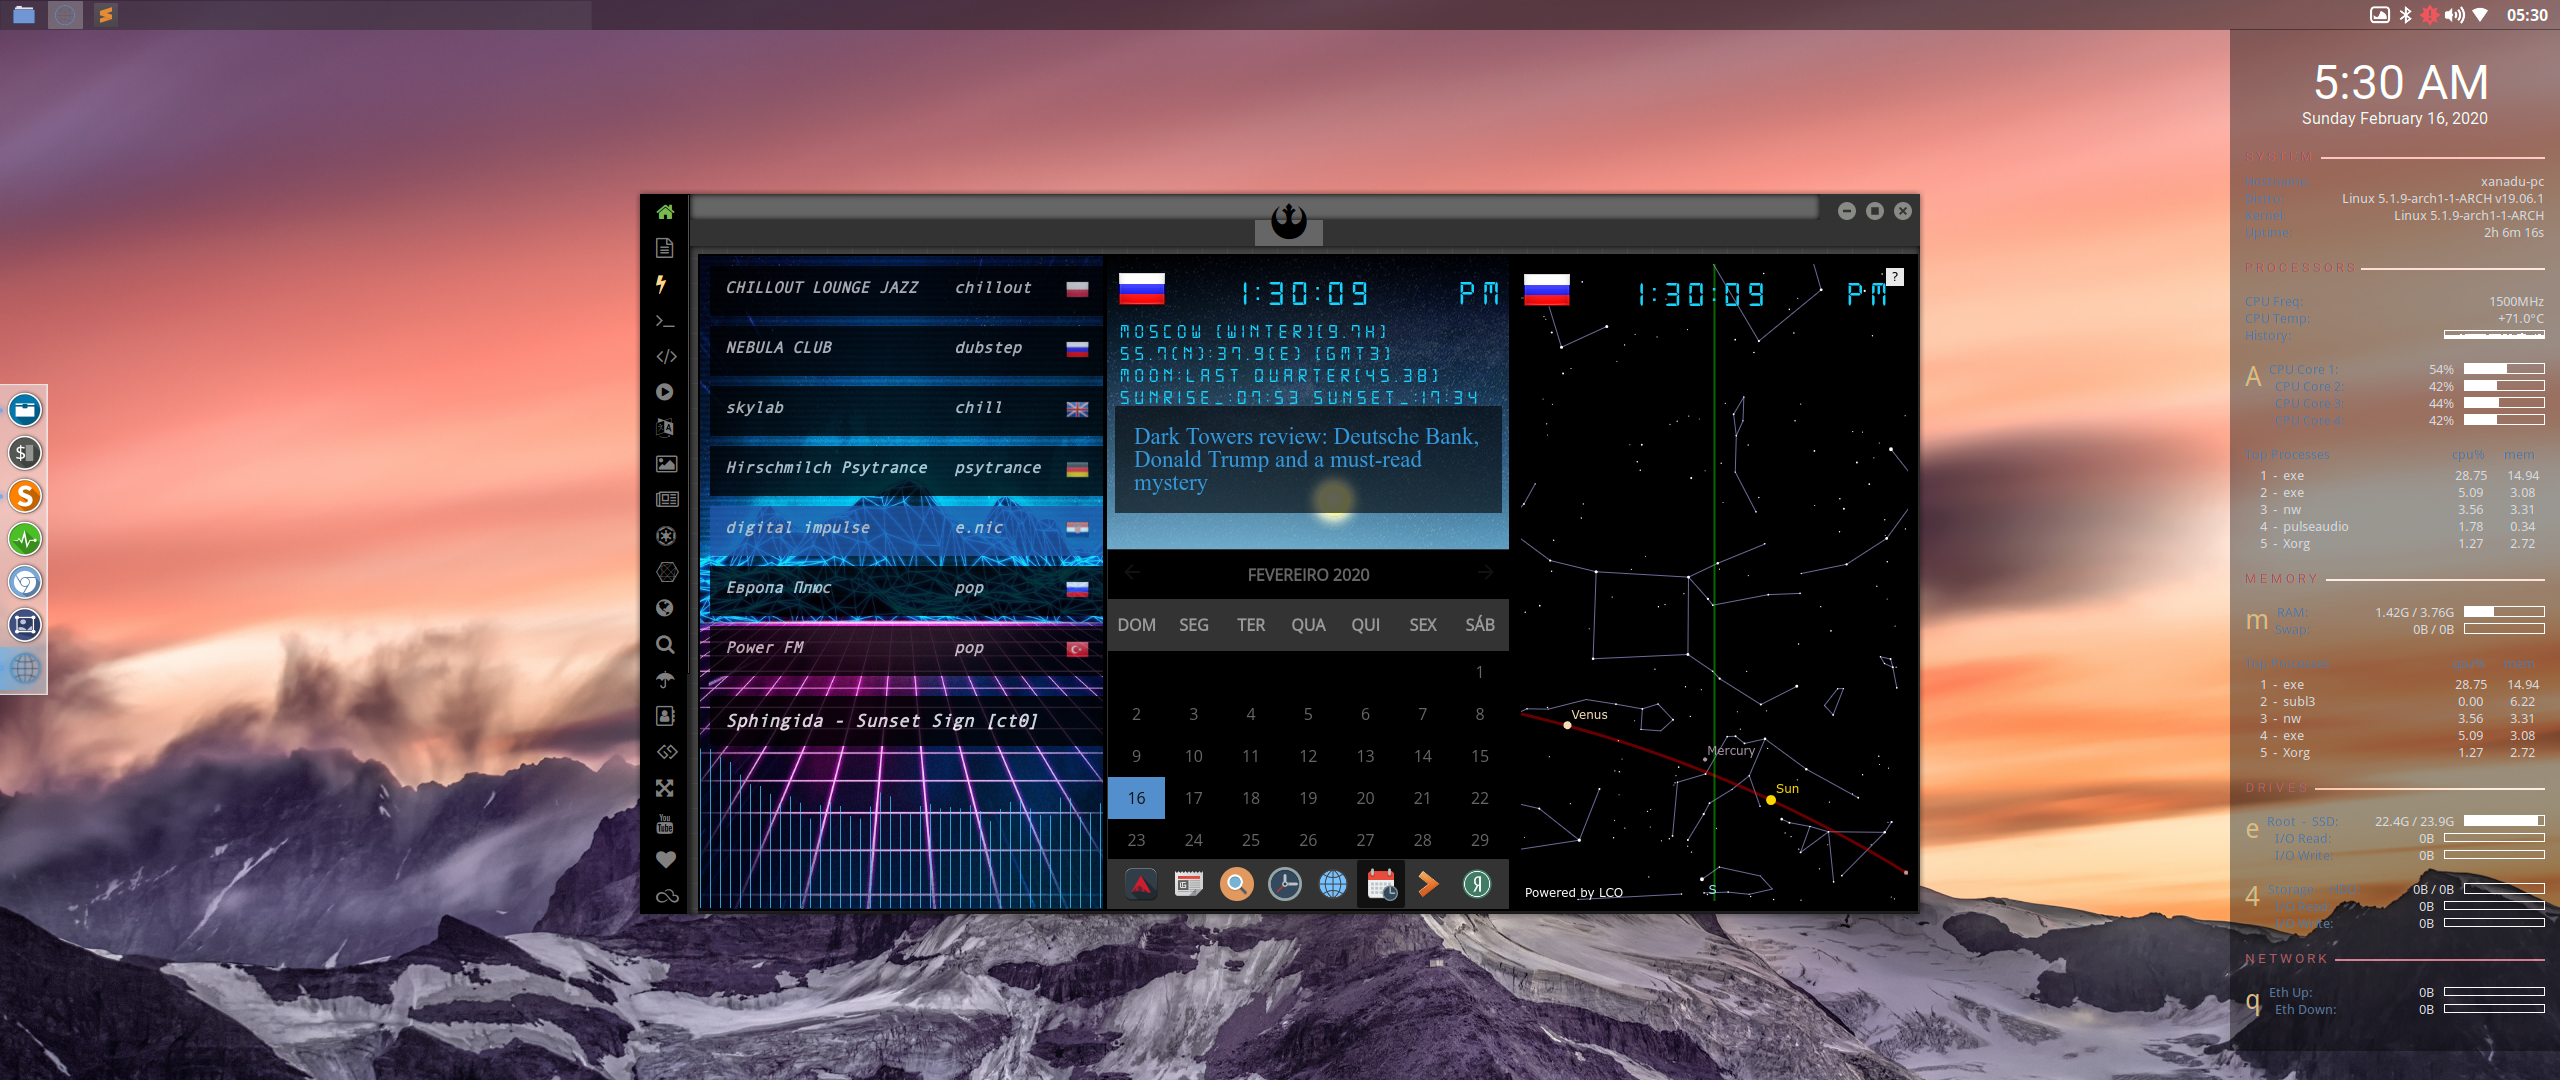 05:30
5:30 AM
Sunday February 16, 2020
SYSTEM
xanadu-pc
Linux 5.1.9-arch1-1-ARCH v19.06.1
Kernel: Linux 5.1.9-arch1-1-ARCH
Uptime: 2h 6m 16s
PROCESSORS
CPU Freq: 1500MHz
CPU Temp: +71.0°C
History:
A CPU Core 1: 54%
CPU Core 2: 42%
CPU Core 3: 44%
CPU Core 4: 42%
Top Processes cpu% mem
1 - exe 28.75 14.94
2 - exe 5.09 3.08
3 - nw 3.56 3.31
4 - pulseaudio 1.78 0.34
5 - Xorg 1.27 2.72
MEMORY
m RAM: 1.42G / 3.76G
Swap: 0B / 0B
Top Processes mem
1 - exe 28.75 14.94
2 - subl3 0.00 6.22
3 - nw 3.56 3.31
4 - exe 5.09 3.08
5 - Xorg 1.27 2.72
DRIVES
e Root - SSD: 22.4G / 23.9G
I/O Read: 0B
I/O Write: 0B
4 Storage 0B / 0B
I/O Read: 0B
I/O Write: 0B
NETWORK
q Eth Up: 0B
Eth Down: 0B
CHILLOUT LOUNGE JAZZ chillout
NEBULA CLUB dubstep
skylab chill
Hirschmilch Psytrance psytrance
digital impulse e.nic
Европа Плюс pop
Power FM pop
Sphingida - Sunset Sign [ct0]
You
Tube
1:30:09 PM
MOSCOW [WINTER][9.7H]
55.7(N):37.9(E) [GMT3]
MOON:LAST QUARTER[45.38]
SUNRISE_:07:53 SUNSET_:17:34
Dark Towers review: Deutsche Bank,
Donald Trump and a must-read
mystery
FEVEREIRO 2020
DOM SEG TER QUA QUI SEX SÁB
1
2 3 4 5 6 7 8
9 10 11 12 13 14 15
16 17 18 19 20 21 22
23 24 25 26 27 28 29
Я
1:30:09 PM
?
Venus
Mercury
Sun
S
Powered by LCO